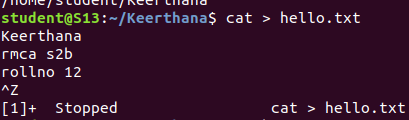 /home/student/Keerthana
student@S13:~/Keerthana$ cat > hello.txt
Keerthana
rmca s2b
rollno 12
^Z
[1]+  Stopped                 cat > hello.txt